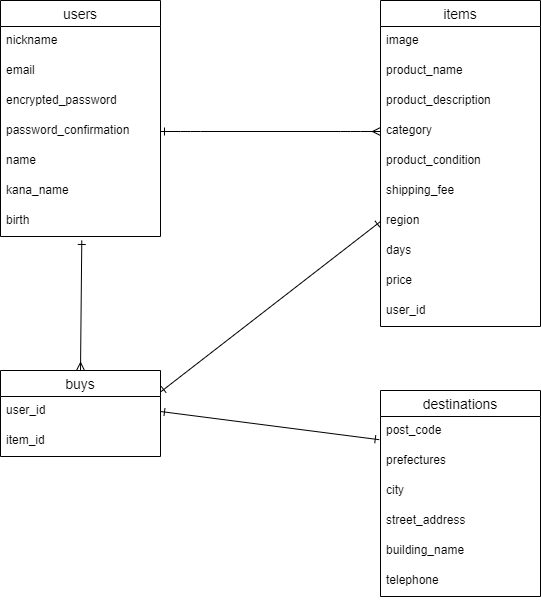 users
nickname
email
encrypted_password
password_confirmation
name
kana_name
birth
items
image
product_name
product_description
category
product_condition
shipping_fee
region
days
price
user_id
buys
user_id
item_id
destinations
post_code
prefectures
city
street_address
building_name
telephone